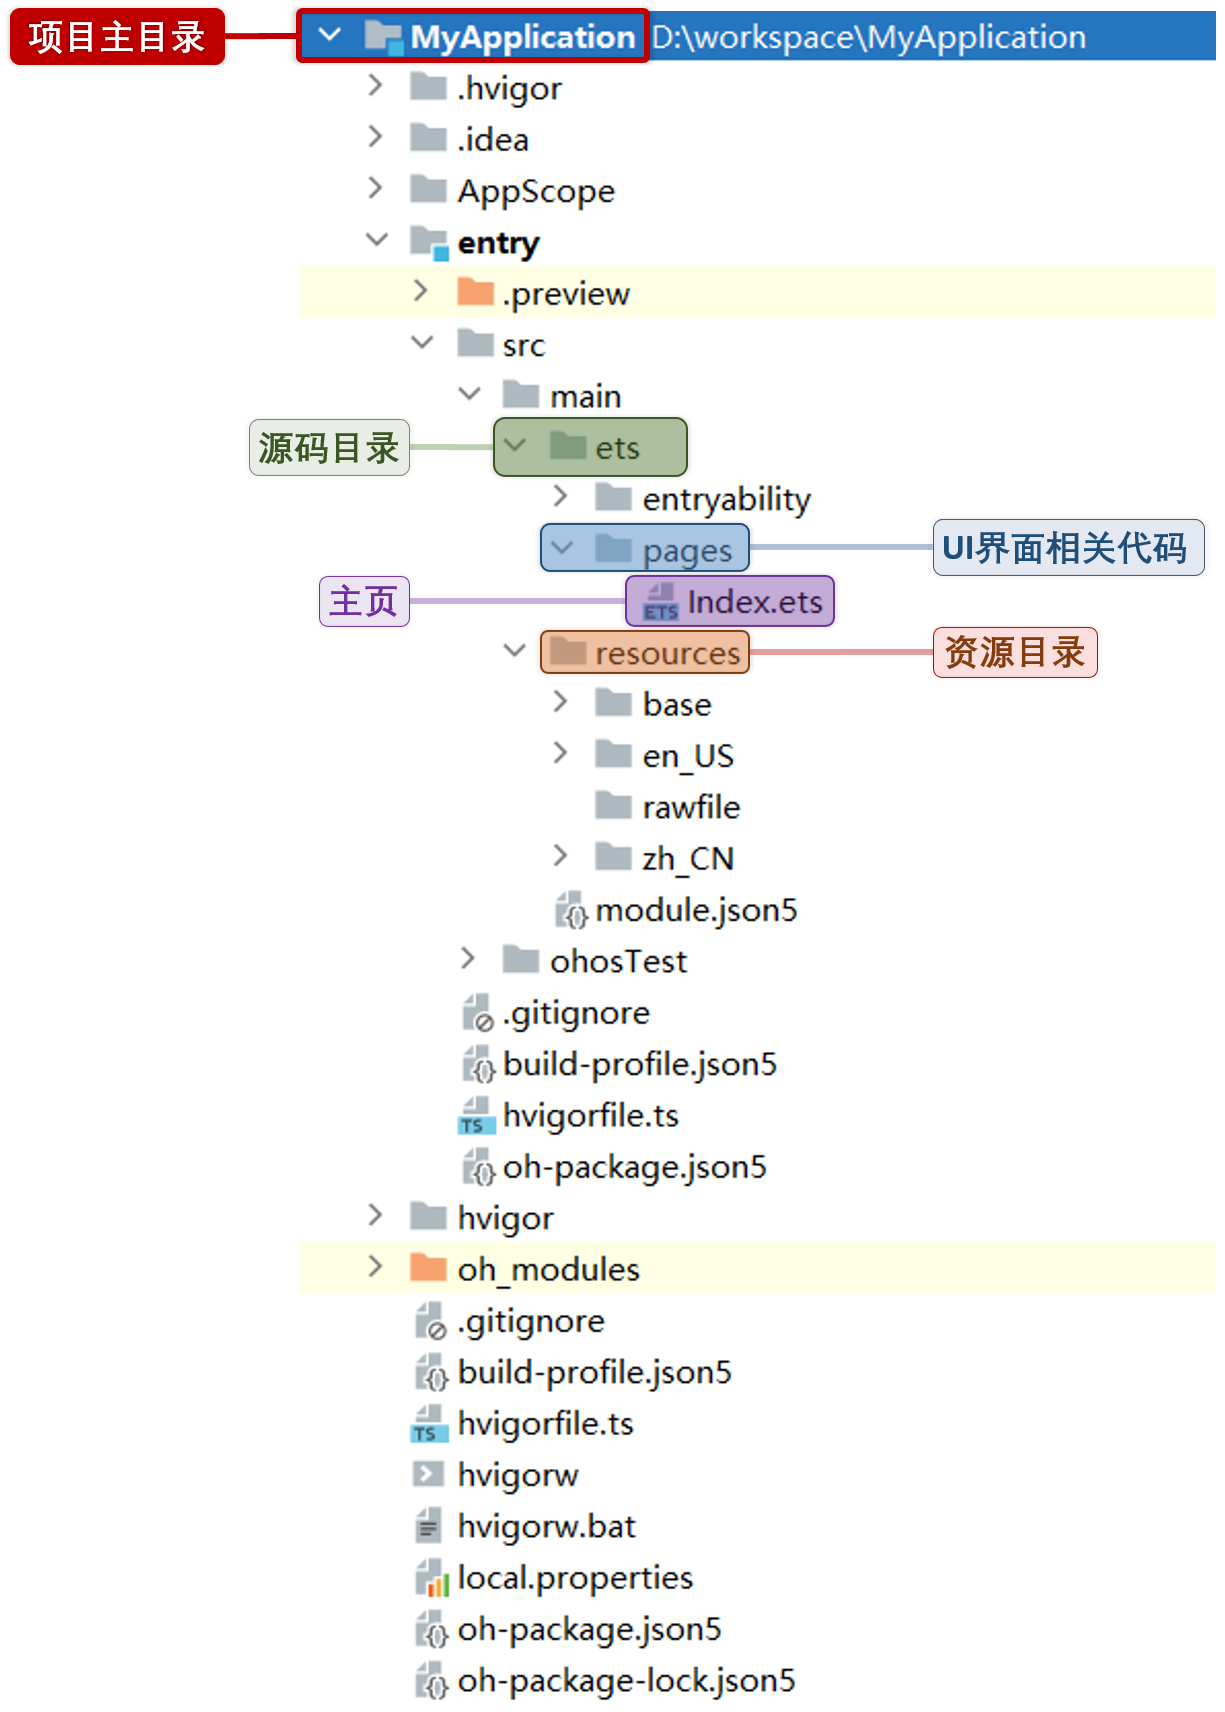 项目主目录 MyApplication D:\workspace\MyApplication
.hvigor
.idea
AppScope
entry
.preview
src
main
源码目录 ets
entryability
pages UI界面相关代码
主页 ETS Index.ets
resources 资源目录
base
en_US
rawfile
zh_CN
module.json5
ohosTest
.gitignore
build-profile.json5
TS hvigorfile.ts
oh-package.json5
hvigor
oh_modules
.gitignore
build-profile.json5
TS hvigorfile.ts
hvigorw
hvigorw.bat
local.properties
oh-package.json5
oh-package-lock.json5